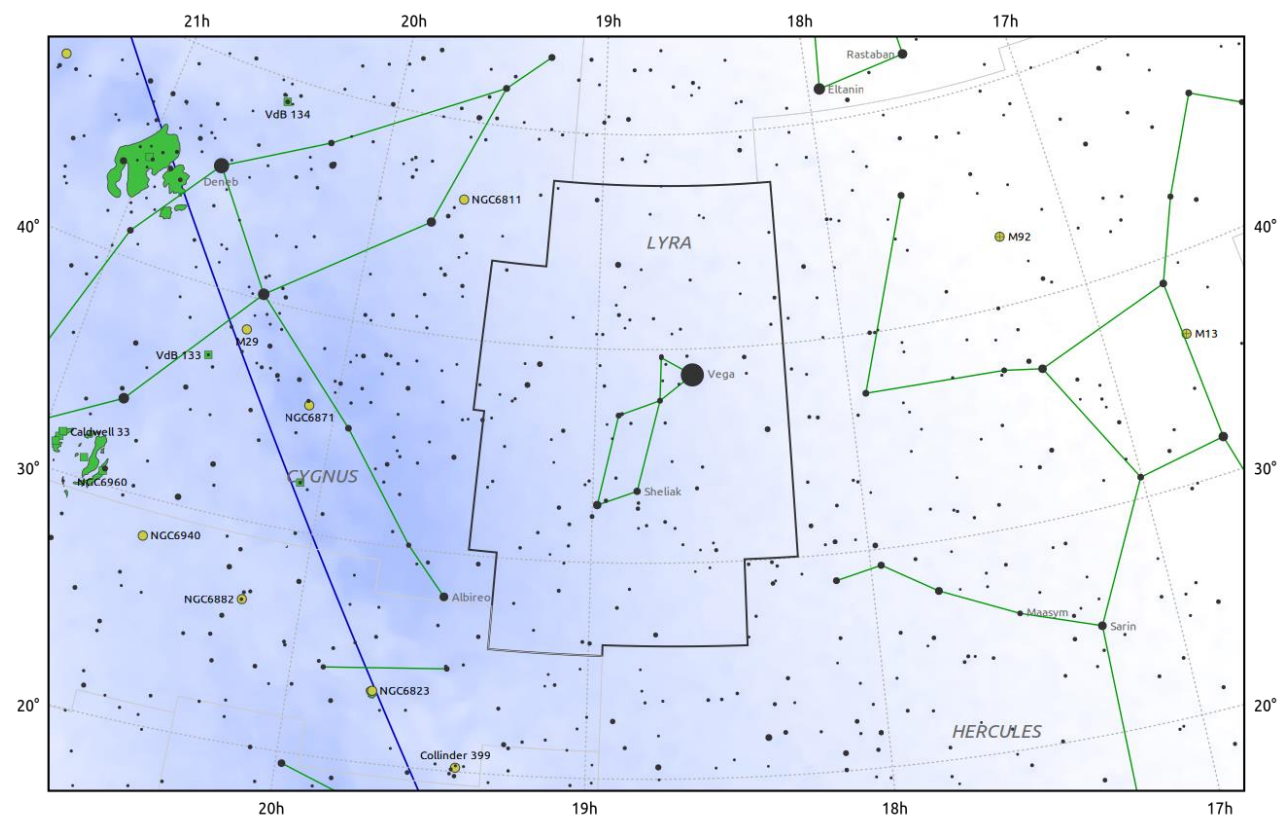 21h
20h
19h
18h
17h
Rastaban
Eltanin
VdB 134
Deneb
NGC6811
40°
LYRA
M92
40°
M29
VdB 133
M13
Vega
NGC6871
Caldwell 33
30°
CYGNUS
NGC6960
Sheliak
30°
NGC6940
NGC6882
Albireo
Maasym
Sarin
NGC6823
20°
HERCULES
20°
Collinder 399
20h
19h
18h
17h